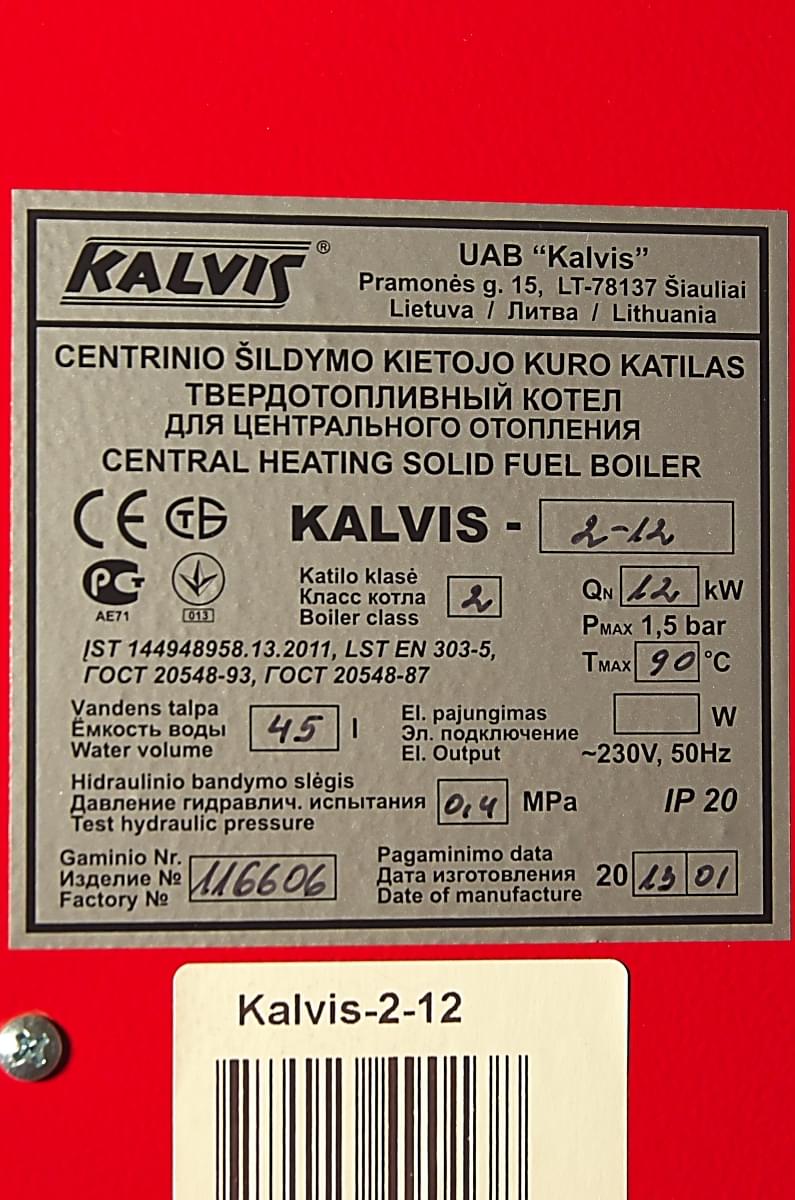 KALVIS®
UAB “Kalvis”
Pramonės g. 15, LT-78137 Šiauliai
Lietuva / Литва / Lithuania
CENTRINIO ŠILDYMO KIETOJO KURO KATILAS
ТВЕРДОТОПЛИВНЫЙ КОТЕЛ
ДЛЯ ЦЕНТРАЛЬНОГО ОТОПЛЕНИЯ
CENTRAL HEATING SOLID FUEL BOILER
CE СТБ KALVIS - 2-12
РСТ
АЕ71
013
Katilo klasė
Класс котла
Boiler class
2
QN 12 kW
PMAX 1,5 bar
TMAX 90 °C
ĮST 144948958.13.2011, LST EN 303-5,
ГОСТ 20548-93, ГОСТ 20548-87
Vandens talpa
Ёмкость воды
Water volume
45 l
El. pajungimas
Эл. подключение
El. Output
W
~230V, 50Hz
Hidraulinio bandymo slėgis
Давление гидравлич. испытания
Test hydraulic pressure
0,4 MPa
IP 20
Gaminio Nr.
Изделие №
Factory №
116606
Pagaminimo data
Дата изготовления
Date of manufacture
20 13 01
Kalvis-2-12